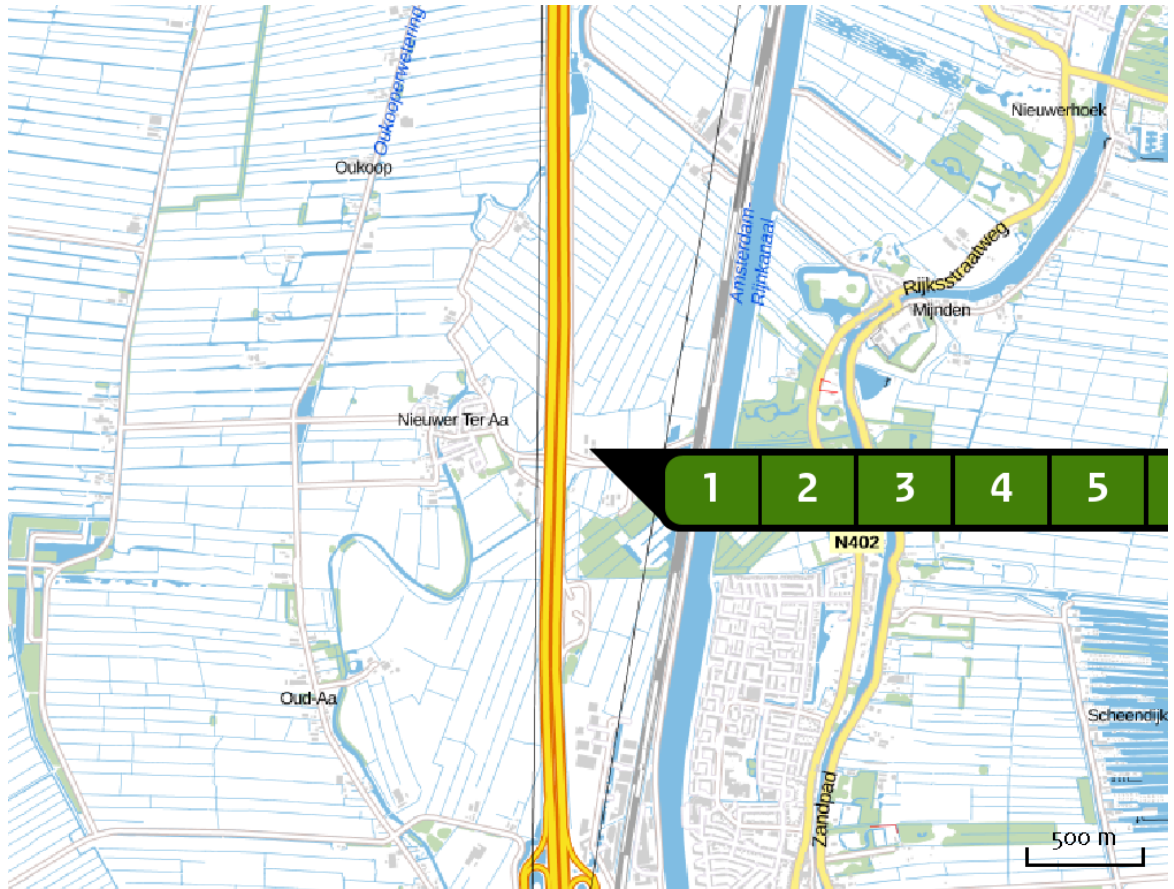 Oukooperwetering
Nieuwerhoek
Oukoop
Amsterdam-
Rijnkanaal
Rijksstraatweg
Mijnden
Nieuwer Ter Aa
1 2 3 4 5
N402
Oud-Aa
Scheendijk
Zandpad
500 m